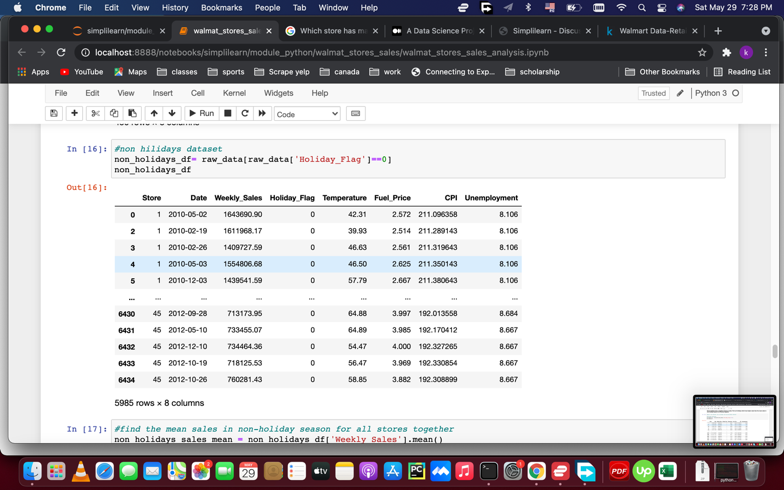 Chrome File Edit View History Bookmarks People Tab Window Help Sat May 29 7:28 PM
simplilearn/module_ walmat_stores_sale Which store has m A Data Science Pro Simplilearn - Discu Walmart Data-Retai
localhost:8888/notebooks/simplilearn/module_python/walmat_stores_sales/walmat_stores_sales_analysis.ipynb
Apps YouTube Maps classes sports Scrape yelp canada work Connecting to Exp... scholarship Other Bookmarks Reading List
File Edit View Insert Cell Kernel Widgets Help Trusted Python 3
Run Code
In [16]: #non hilidays dataset
non_holidays_df= raw_data[raw_data['Holiday_Flag']==0]
non_holidays_df
Out[16]:
Store Date Weekly_Sales Holiday_Flag Temperature Fuel_Price CPI Unemployment
0 1 2010-05-02 1643690.90 0 42.31 2.572 211.096358 8.106
2 1 2010-02-19 1611968.17 0 39.93 2.514 211.289143 8.106
3 1 2010-02-26 1409727.59 0 46.63 2.561 211.319643 8.106
4 1 2010-05-03 1554806.68 0 46.50 2.625 211.350143 8.106
5 1 2010-12-03 1439541.59 0 57.79 2.667 211.380643 8.106
... ... ... ... ... ... ... ... ...
6430 45 2012-09-28 713173.95 0 64.88 3.997 192.013558 8.684
6431 45 2012-05-10 733455.07 0 64.89 3.985 192.170412 8.667
6432 45 2012-12-10 734464.36 0 54.47 4.000 192.327265 8.667
6433 45 2012-10-19 718125.53 0 56.47 3.969 192.330854 8.667
6434 45 2012-10-26 760281.43 0 58.85 3.882 192.308899 8.667
5985 rows × 8 columns
In [17]: #find the mean sales in non-holiday season for all stores together
non_holidays_sales_mean = non_holidays_df['Weekly_Sales'].mean()
MAY
29
tv
PC
PDF
Up